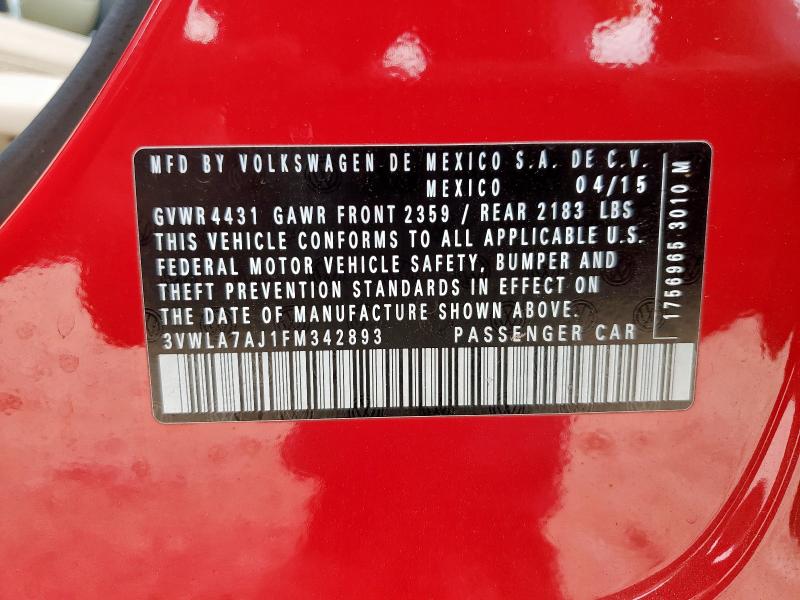 MFD BY VOLKSWAGEN DE MEXICO S.A. DE C.V.
MEXICO 04/15
GVWR 4431 GAWR FRONT 2359 / REAR 2183 LBS
THIS VEHICLE CONFORMS TO ALL APPLICABLE U.S.
FEDERAL MOTOR VEHICLE SAFETY, BUMPER AND
THEFT PREVENTION STANDARDS IN EFFECT ON
THE DATE OF MANUFACTURE SHOWN ABOVE.
3VWLA7AJ1FM342893 PASSENGER CAR
1756965 3010 M